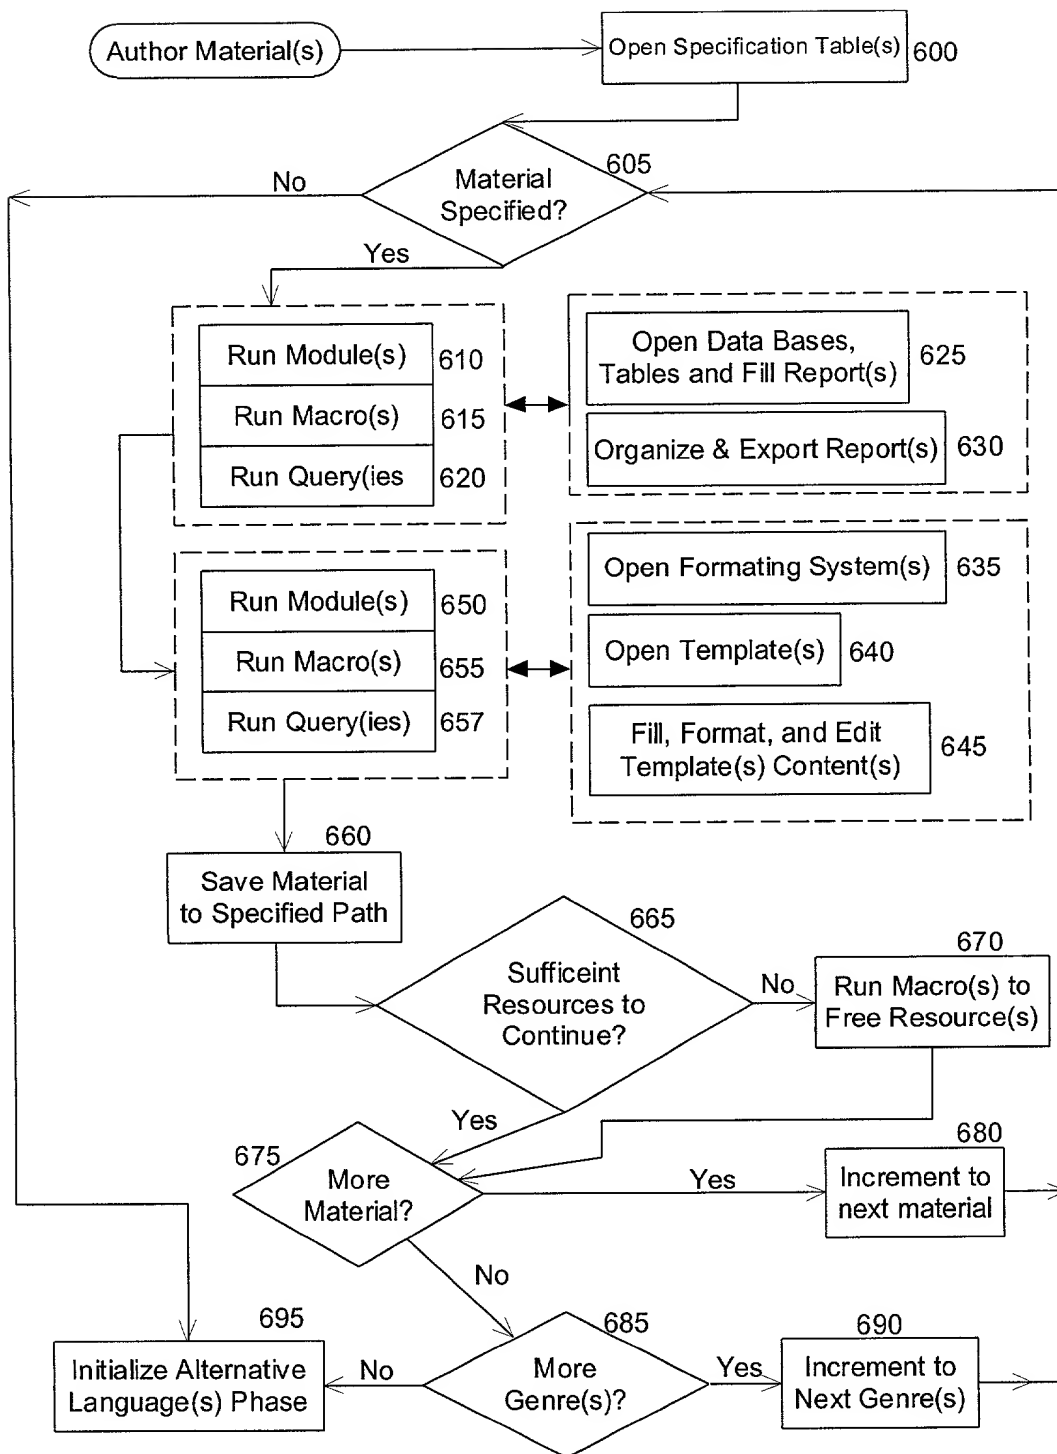 Author Material(s)
Open Specification Table(s)
600
605
Material
Specified?
No
Yes
Run Module(s)
610
Run Macro(s)
615
Run Query(ies
620
Open Data Bases,
Tables and Fill Report(s)
625
Organize & Export Report(s)
630
Run Module(s)
650
Run Macro(s)
655
Run Query(ies)
657
Open Formating System(s)
635
Open Template(s)
640
Fill, Format, and Edit
Template(s) Content(s)
645
660
Save Material
to Specified Path
665
Sufficeint
Resources to
Continue?
No
670
Run Macro(s) to
Free Resource(s)
Yes
675
More
Material?
Yes
680
Increment to
next material
No
685
More
Genre(s)?
Yes
690
Increment to
Next Genre(s)
No
695
Initialize Alternative
Language(s) Phase